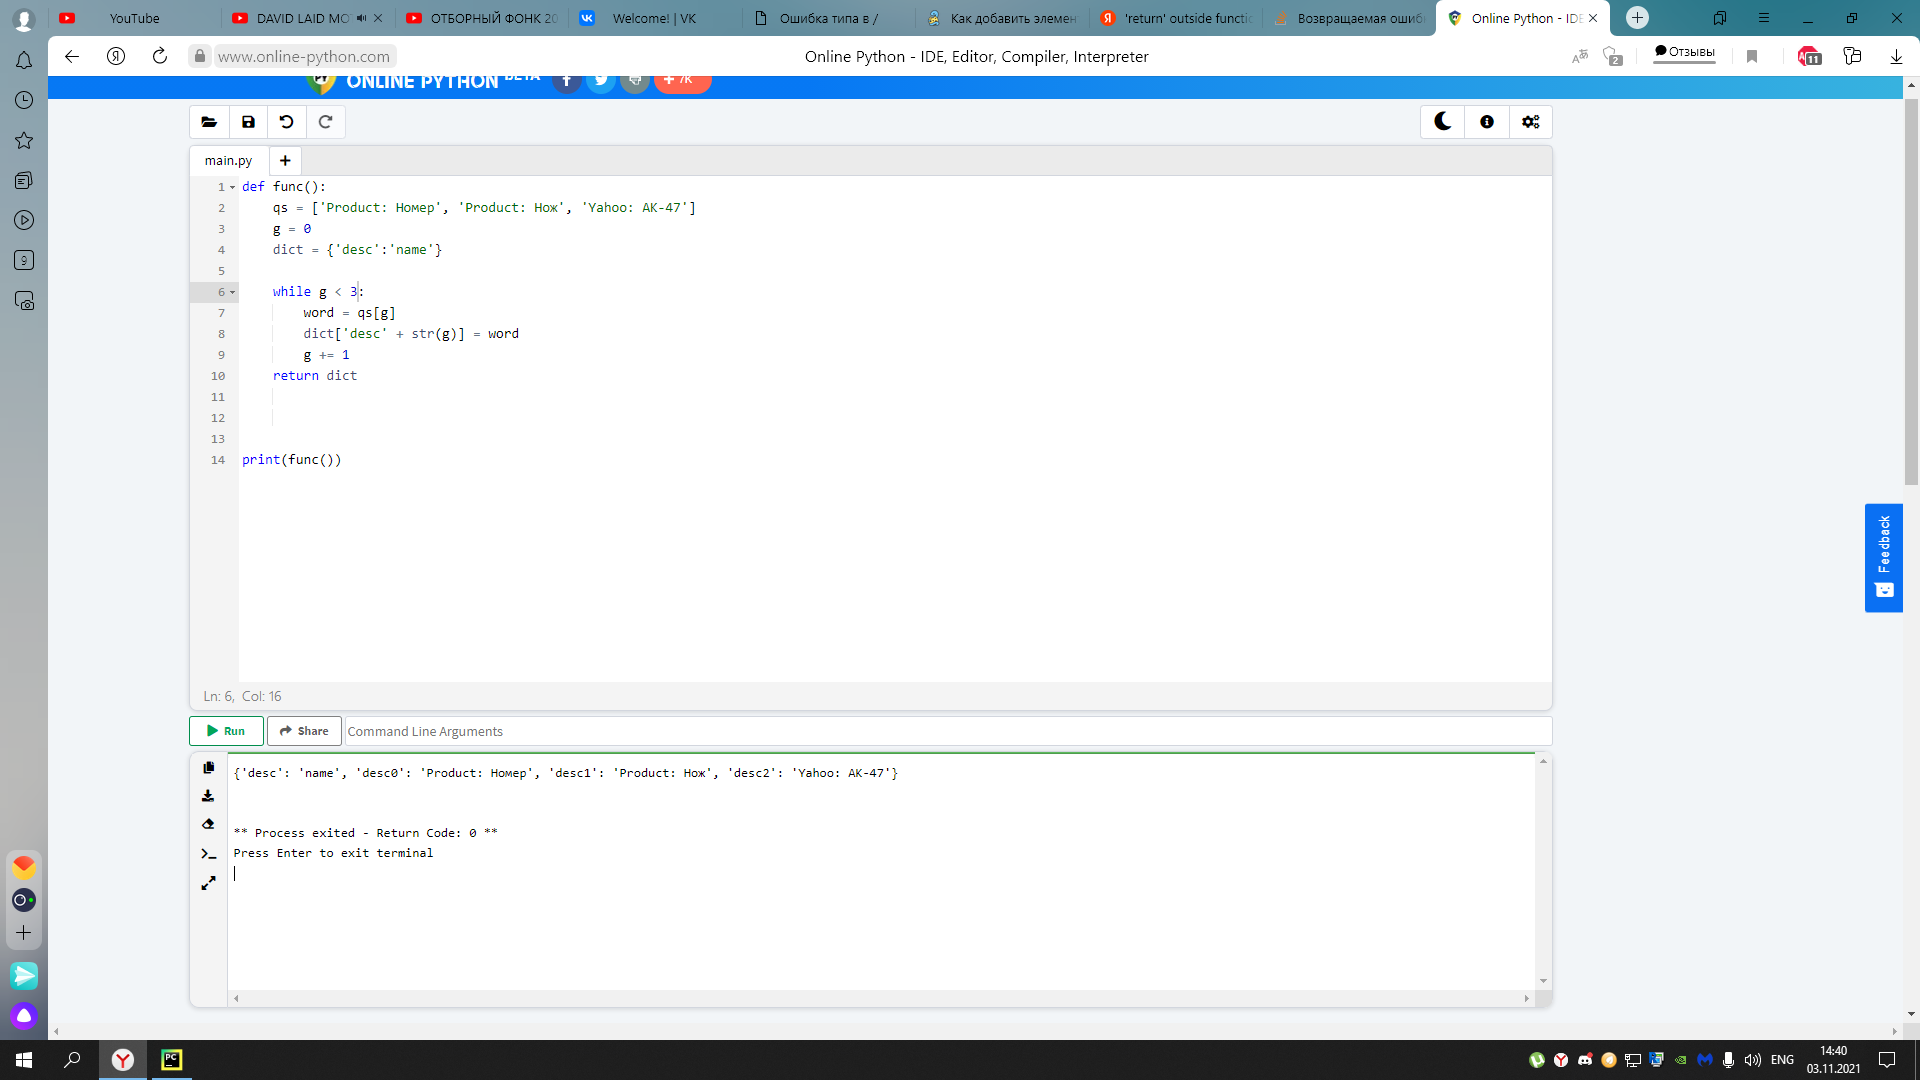 YouTube
DAVID LAID MO
ОТБОРНЫЙ ФОНК 20
Welcome! | VK
Ошибка типа в /
Как добавить элемен
'return' outside functio
Возвращаемая ошиб
Online Python - IDE
www.online-python.com
Online Python - IDE, Editor, Compiler, Interpreter
2
Отзывы
11
ONLINE PYTHON BETA
7K
main.py
1 def func():
2 qs = ['Product: Номер', 'Product: Нож', 'Yahoo: AK-47']
3 g = 0
4 dict = {'desc':'name'}
5
6 while g < 3:
7 word = qs[g]
8 dict['desc' + str(g)] = word
9 g += 1
10 return dict
11
12
13
14 print(func())
Feedback
Ln: 6, Col: 16
Run
Share
Command Line Arguments
{'desc': 'name', 'desc0': 'Product: Номер', 'desc1': 'Product: Нож', 'desc2': 'Yahoo: AK-47'}
** Process exited - Return Code: 0 **
Press Enter to exit terminal
9
PC
ENG
14:40
03.11.2021